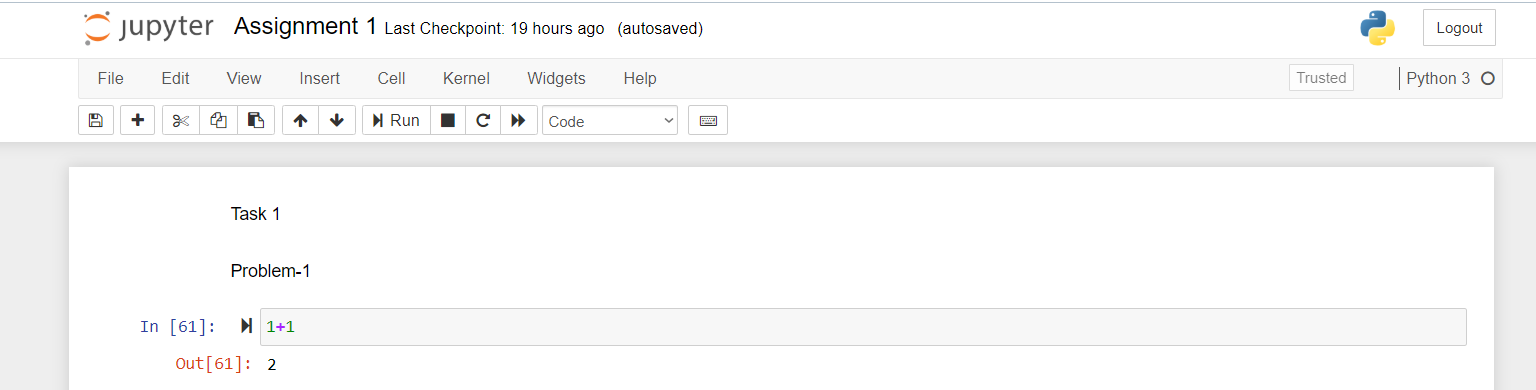 jupyter Assignment 1 Last Checkpoint: 19 hours ago (autosaved) Logout
File Edit View Insert Cell Kernel Widgets Help Trusted Python 3
Run Code
Task 1
Problem-1
In [61]: 1+1
Out[61]: 2